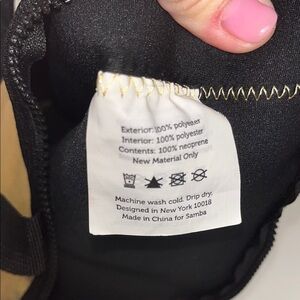 Exterior: 100% polyester
Interior: 100% polyester
Contents: 100% neoprene
New Material Only
Machine wash cold. Drip dry.
Designed in New York 10018
Made in China for Samba